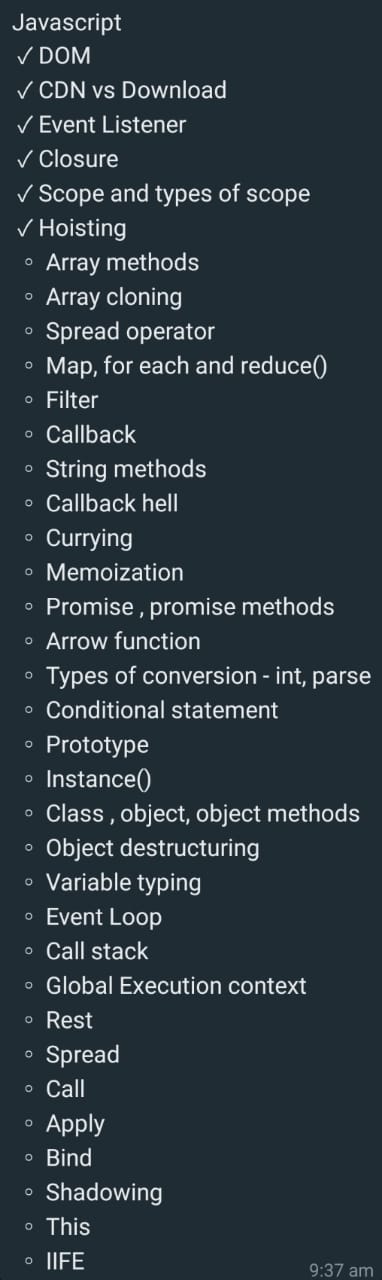 Javascript
✓ DOM
✓ CDN vs Download
✓ Event Listener
✓ Closure
✓ Scope and types of scope
✓ Hoisting
◦ Array methods
◦ Array cloning
◦ Spread operator
◦ Map, for each and reduce()
◦ Filter
◦ Callback
◦ String methods
◦ Callback hell
◦ Currying
◦ Memoization
◦ Promise , promise methods
◦ Arrow function
◦ Types of conversion - int, parse
◦ Conditional statement
◦ Prototype
◦ Instance()
◦ Class , object, object methods
◦ Object destructuring
◦ Variable typing
◦ Event Loop
◦ Call stack
◦ Global Execution context
◦ Rest
◦ Spread
◦ Call
◦ Apply
◦ Bind
◦ Shadowing
◦ This
◦ IIFE
9:37 am